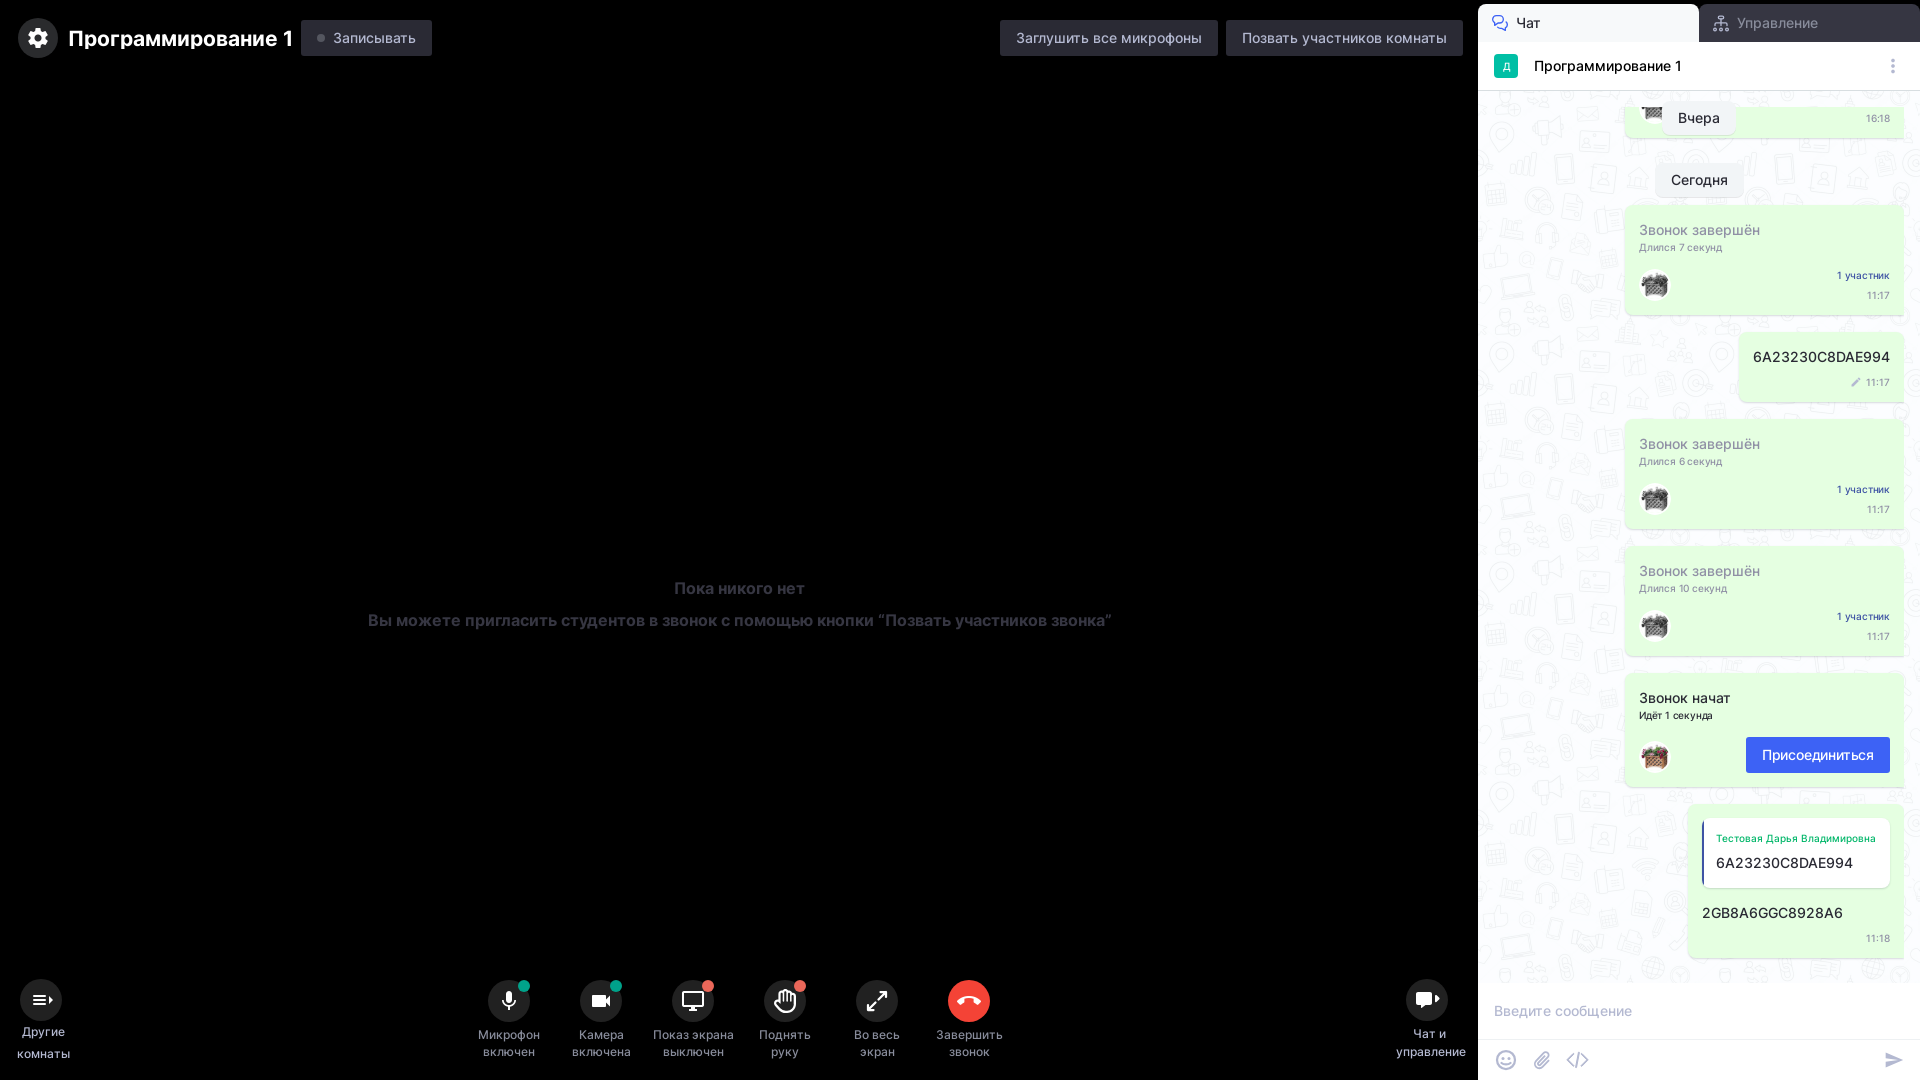 Программирование 1
Записывать
Заглушить все микрофоны
Позвать участников комнаты
Пока никого нет
Вы можете пригласить студентов в звонок с помощью кнопки “Позвать участников звонка”
Другие
комнаты
Микрофон
включен
Камера
включена
Показ экрана
выключен
Поднять
руку
Во весь
экран
Завершить
звонок
Чат и
управление
Чат
Управление
Д
Программирование 1
16:18
Вчера
Сегодня
Звонок завершён
Длился 7 секунд
1 участник
11:17
6A23230C8DAE994
11:17
Звонок завершён
Длился 6 секунд
1 участник
11:17
Звонок завершён
Длился 10 секунд
1 участник
11:17
Звонок начат
Идёт 1 секунда
Присоединиться
Тестовая Дарья Владимировна
6A23230C8DAE994
2GB8A6GGC8928A6
11:18
Введите сообщение